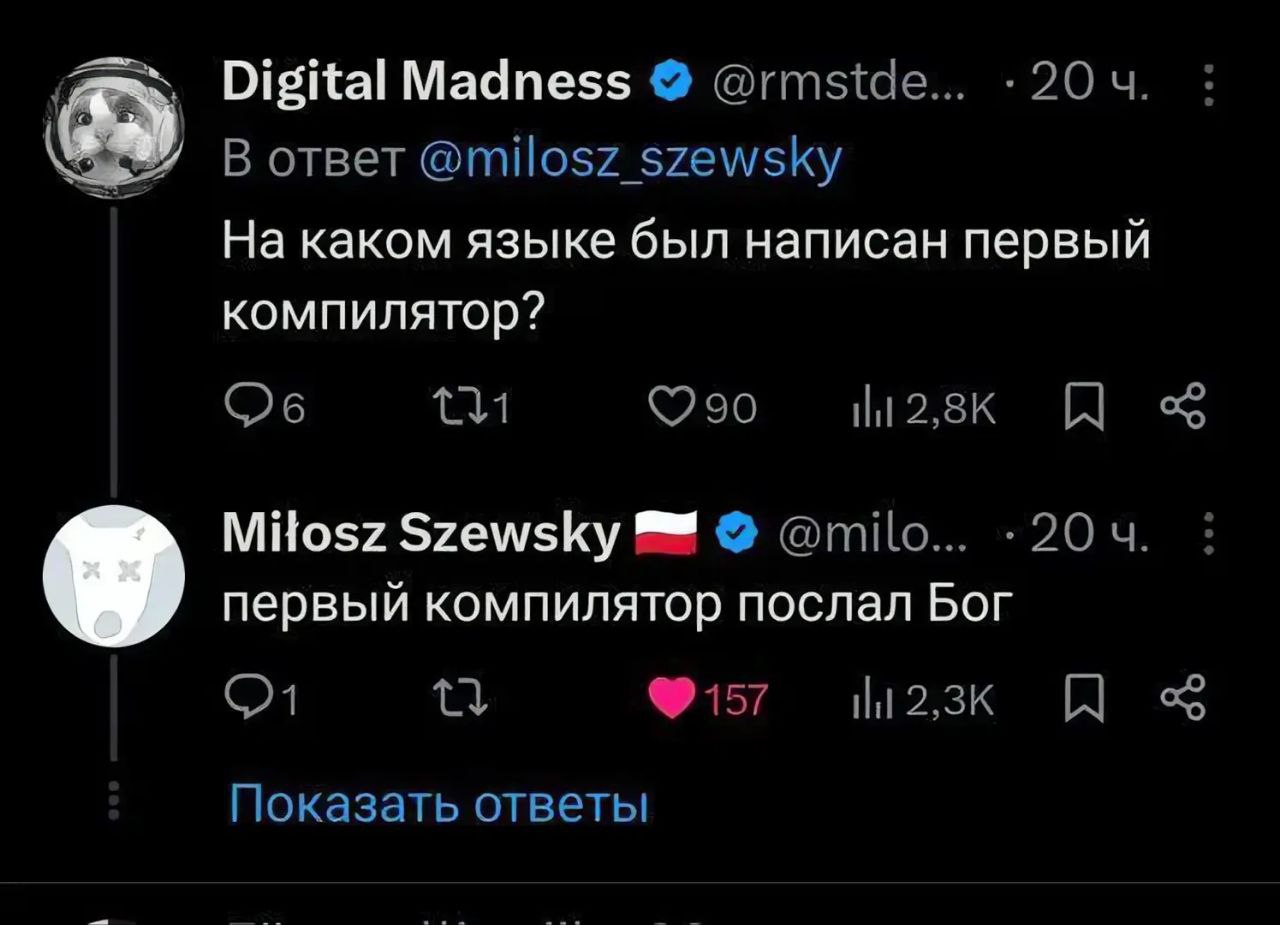 Digital Madness @rmstde... · 20 ч.
В ответ @milosz_szewsky
На каком языке был написан первый
компилятор?
6 1 90 2,8K
Miłosz Szewsky 🇵🇱 @milo... · 20 ч.
первый компилятор послал Бог
1 157 2,3K
Показать ответы